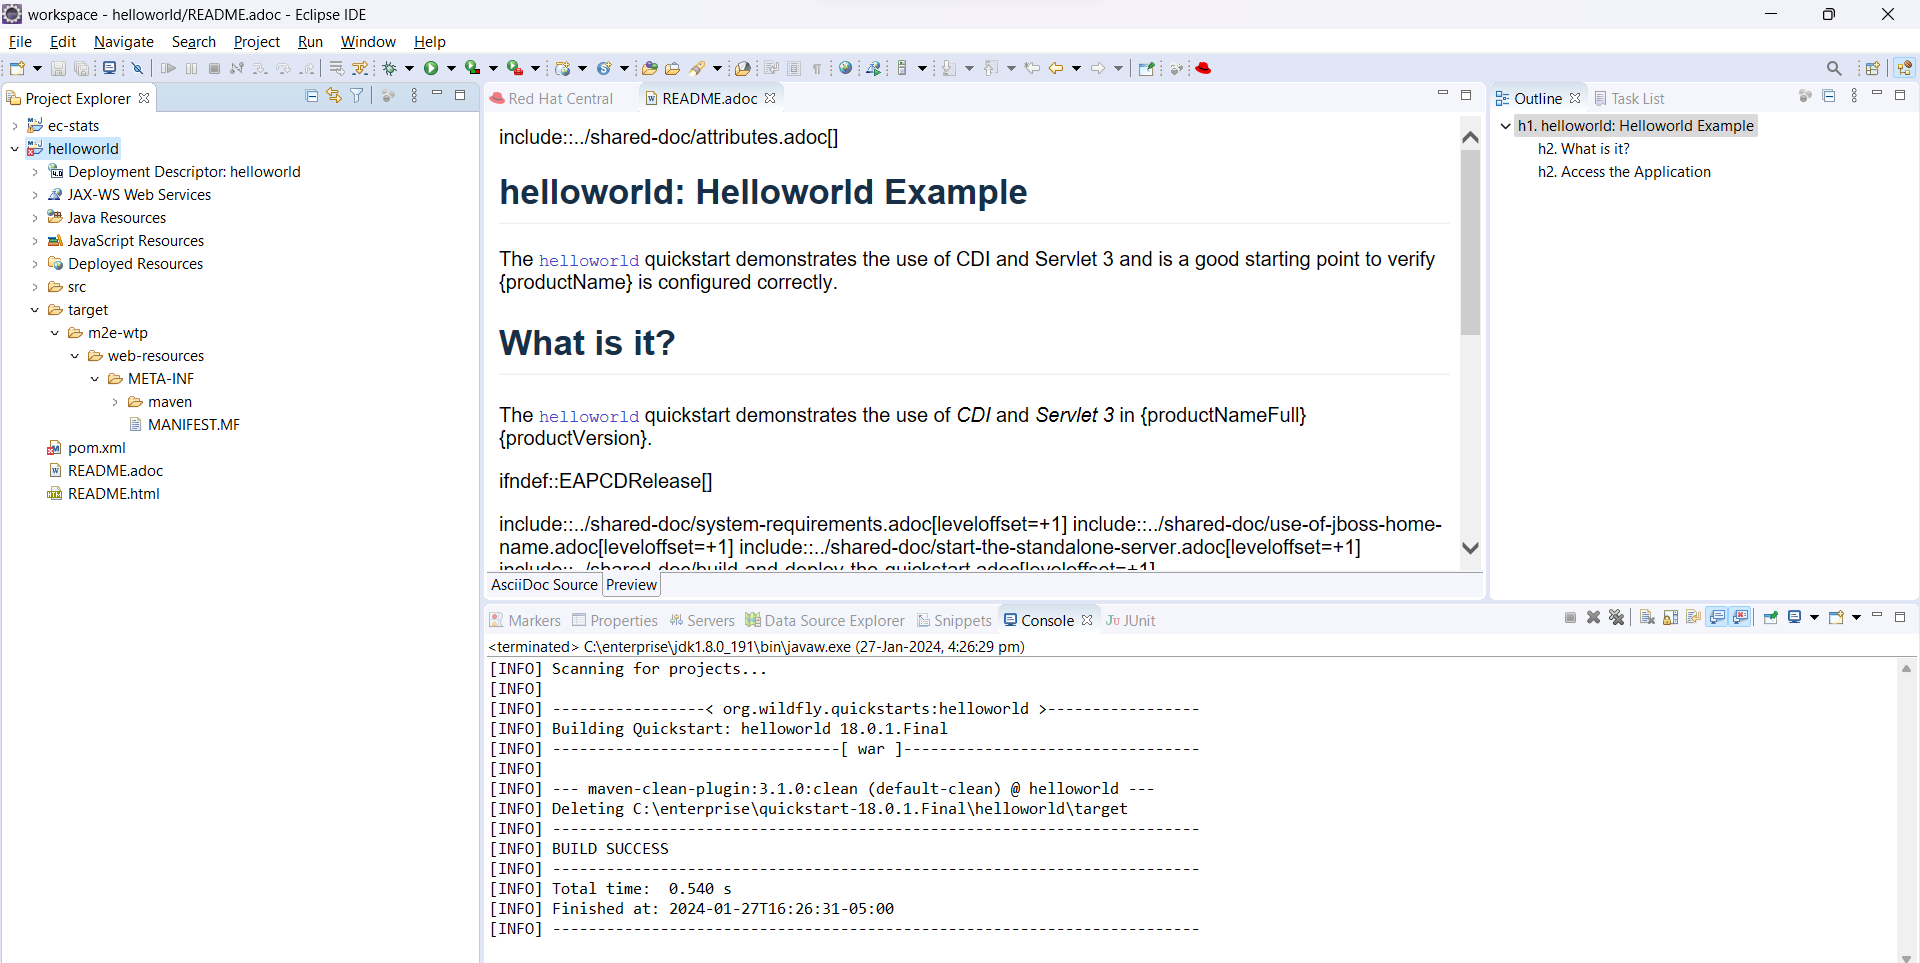 workspace - helloworld/README.adoc - Eclipse IDE
File Edit Navigate Search Project Run Window Help
Project Explorer
ec-stats
helloworld
Deployment Descriptor: helloworld
JAX-WS Web Services
Java Resources
JavaScript Resources
Deployed Resources
src
target
m2e-wtp
web-resources
META-INF
maven
MANIFEST.MF
pom.xml
README.adoc
README.html
Red Hat Central README.adoc
include::../shared-doc/attributes.adoc[]
helloworld: Helloworld Example
The helloworld quickstart demonstrates the use of CDI and Servlet 3 and is a good starting point to verify
{productName} is configured correctly.
What is it?
The helloworld quickstart demonstrates the use of CDI and Servlet 3 in {productNameFull}
{productVersion}.
ifndef::EAPCDRelease[]
include::../shared-doc/system-requirements.adoc[leveloffset=+1] include::../shared-doc/use-of-jboss-home-
name.adoc[leveloffset=+1] include::../shared-doc/start-the-standalone-server.adoc[leveloffset=+1]
include::../shared-doc/build-and-deploy-the-quickstart.adoc[leveloffset=+1]
AsciiDoc Source Preview
Outline Task List
h1. helloworld: Helloworld Example
h2. What is it?
h2. Access the Application
Markers Properties Servers Data Source Explorer Snippets Console JUnit
<terminated> C:\enterprise\jdk1.8.0_191\bin\javaw.exe (27-Jan-2024, 4:26:29 pm)
[INFO] Scanning for projects...
[INFO]
[INFO] -----------------< org.wildfly.quickstarts:helloworld >-----------------
[INFO] Building Quickstart: helloworld 18.0.1.Final
[INFO] --------------------------------[ war ]---------------------------------
[INFO]
[INFO] --- maven-clean-plugin:3.1.0:clean (default-clean) @ helloworld ---
[INFO] Deleting C:\enterprise\quickstart-18.0.1.Final\helloworld\target
[INFO] ------------------------------------------------------------------------
[INFO] BUILD SUCCESS
[INFO] ------------------------------------------------------------------------
[INFO] Total time:  0.540 s
[INFO] Finished at: 2024-01-27T16:26:31-05:00
[INFO] ------------------------------------------------------------------------